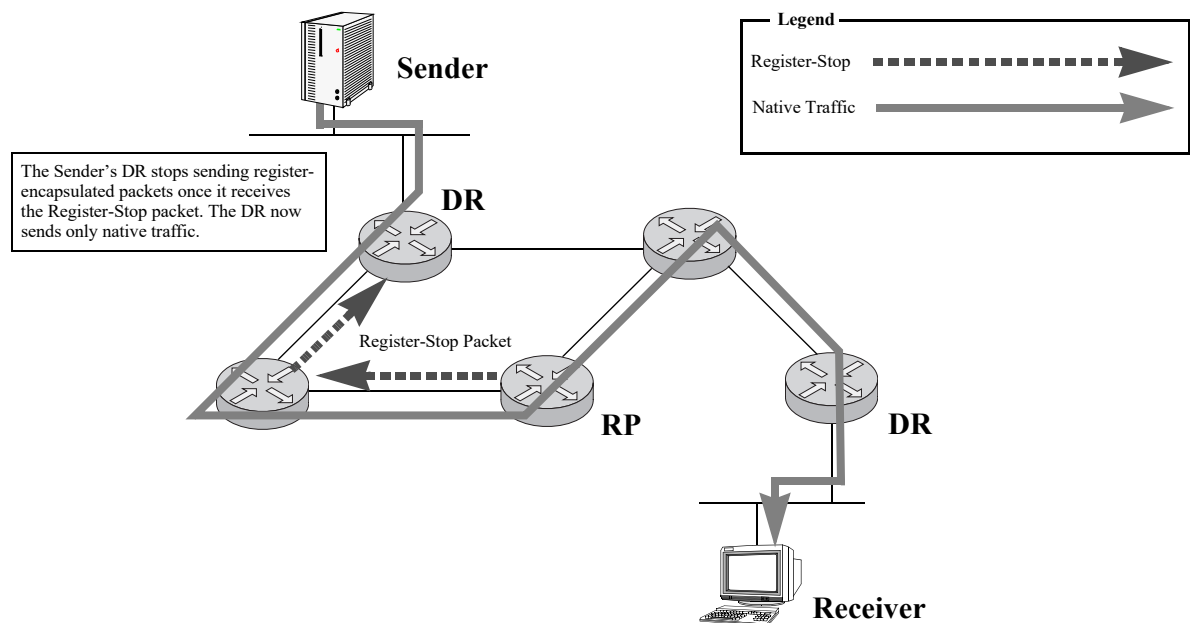 Legend
Sender
Register-Stop
Native Traffic
The Sender's DR stops sending register-
encapsulated packets once it receives
the Register-Stop packet. The DR now
sends only native traffic.
DR
Register-Stop Packet
RP
DR
Receiver